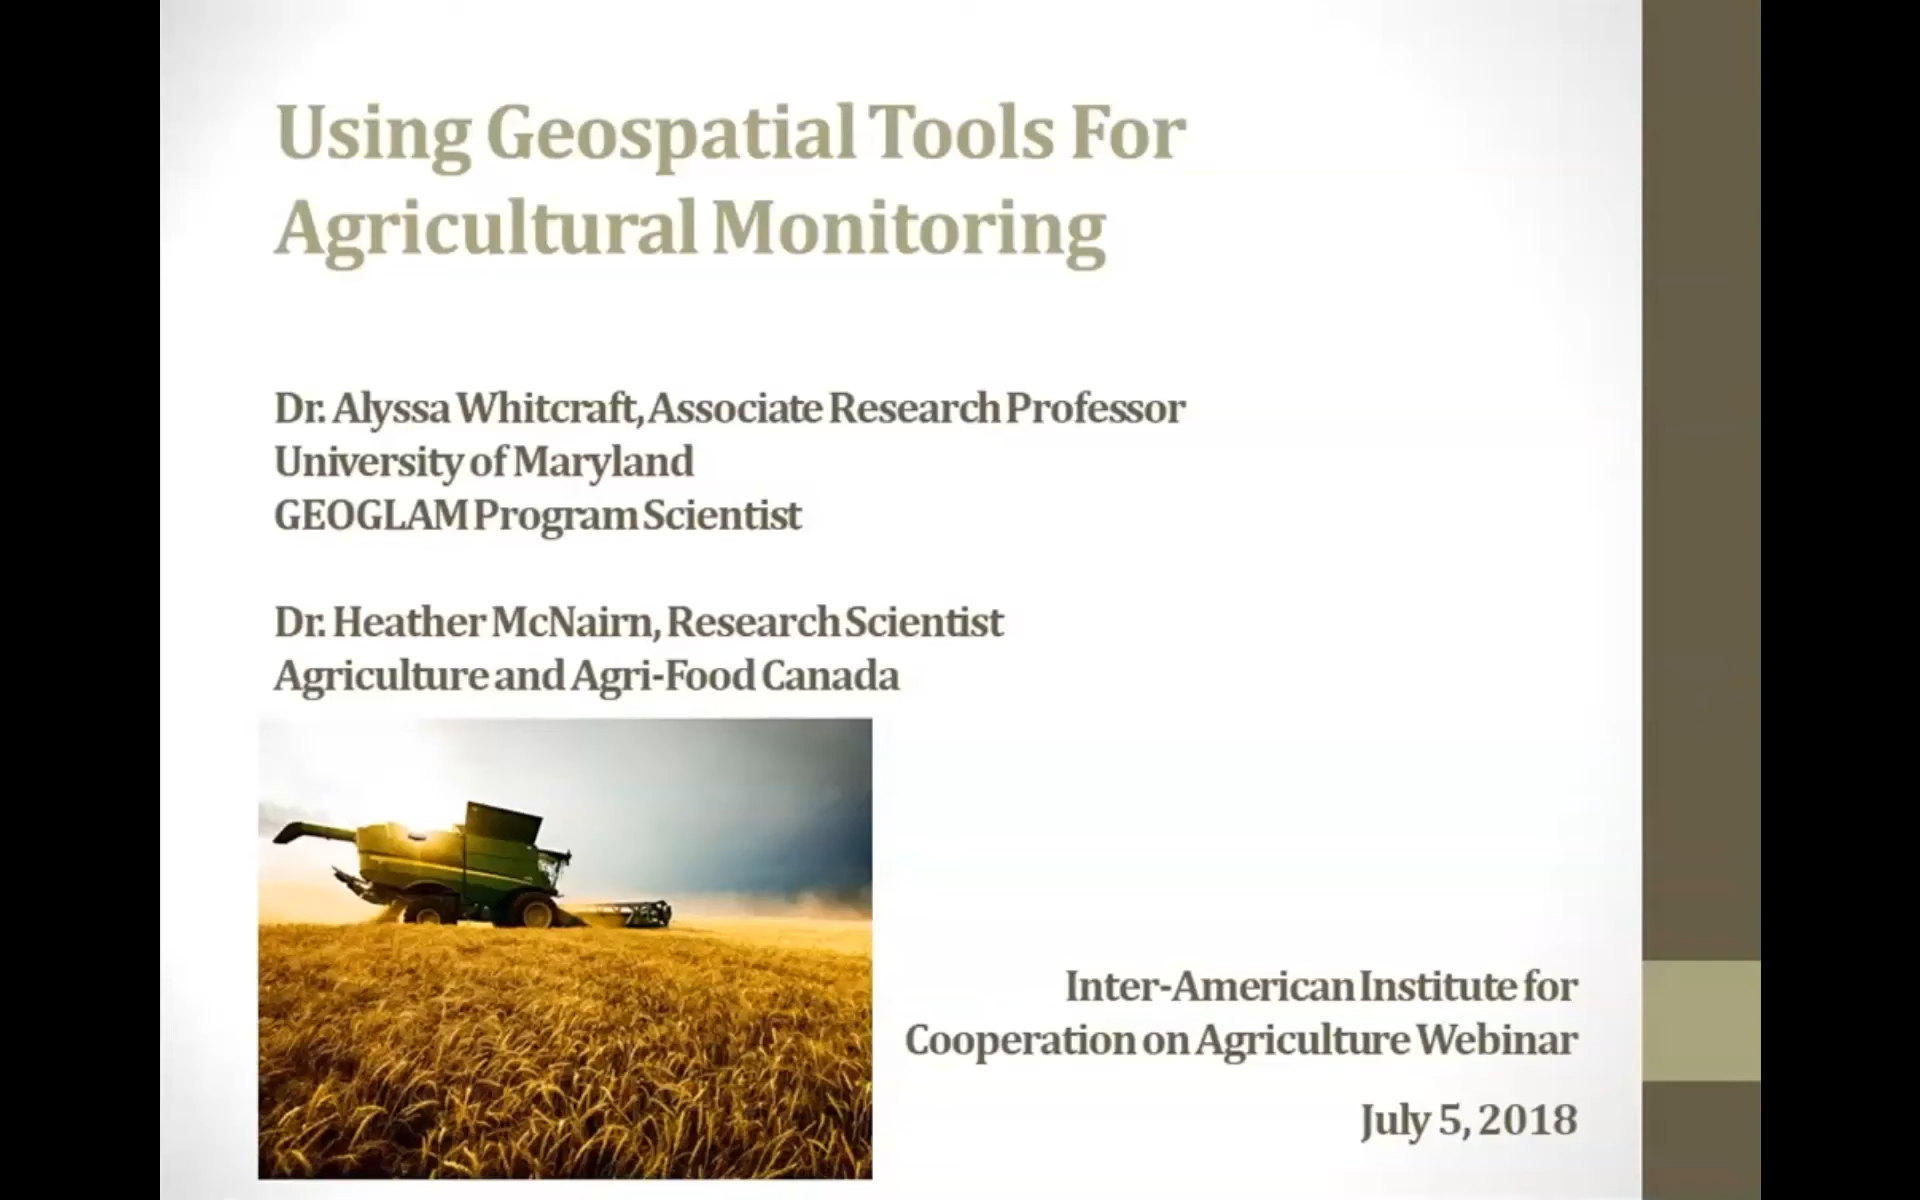 Using Geospatial Tools For
Agricultural Monitoring
Dr. Alyssa Whitcraft, Associate Research Professor
University of Maryland
GEOGLAM Program Scientist
Dr. Heather McNairn, Research Scientist
Agriculture and Agri-Food Canada
Inter-American Institute for
Cooperation on Agriculture Webinar
July 5, 2018